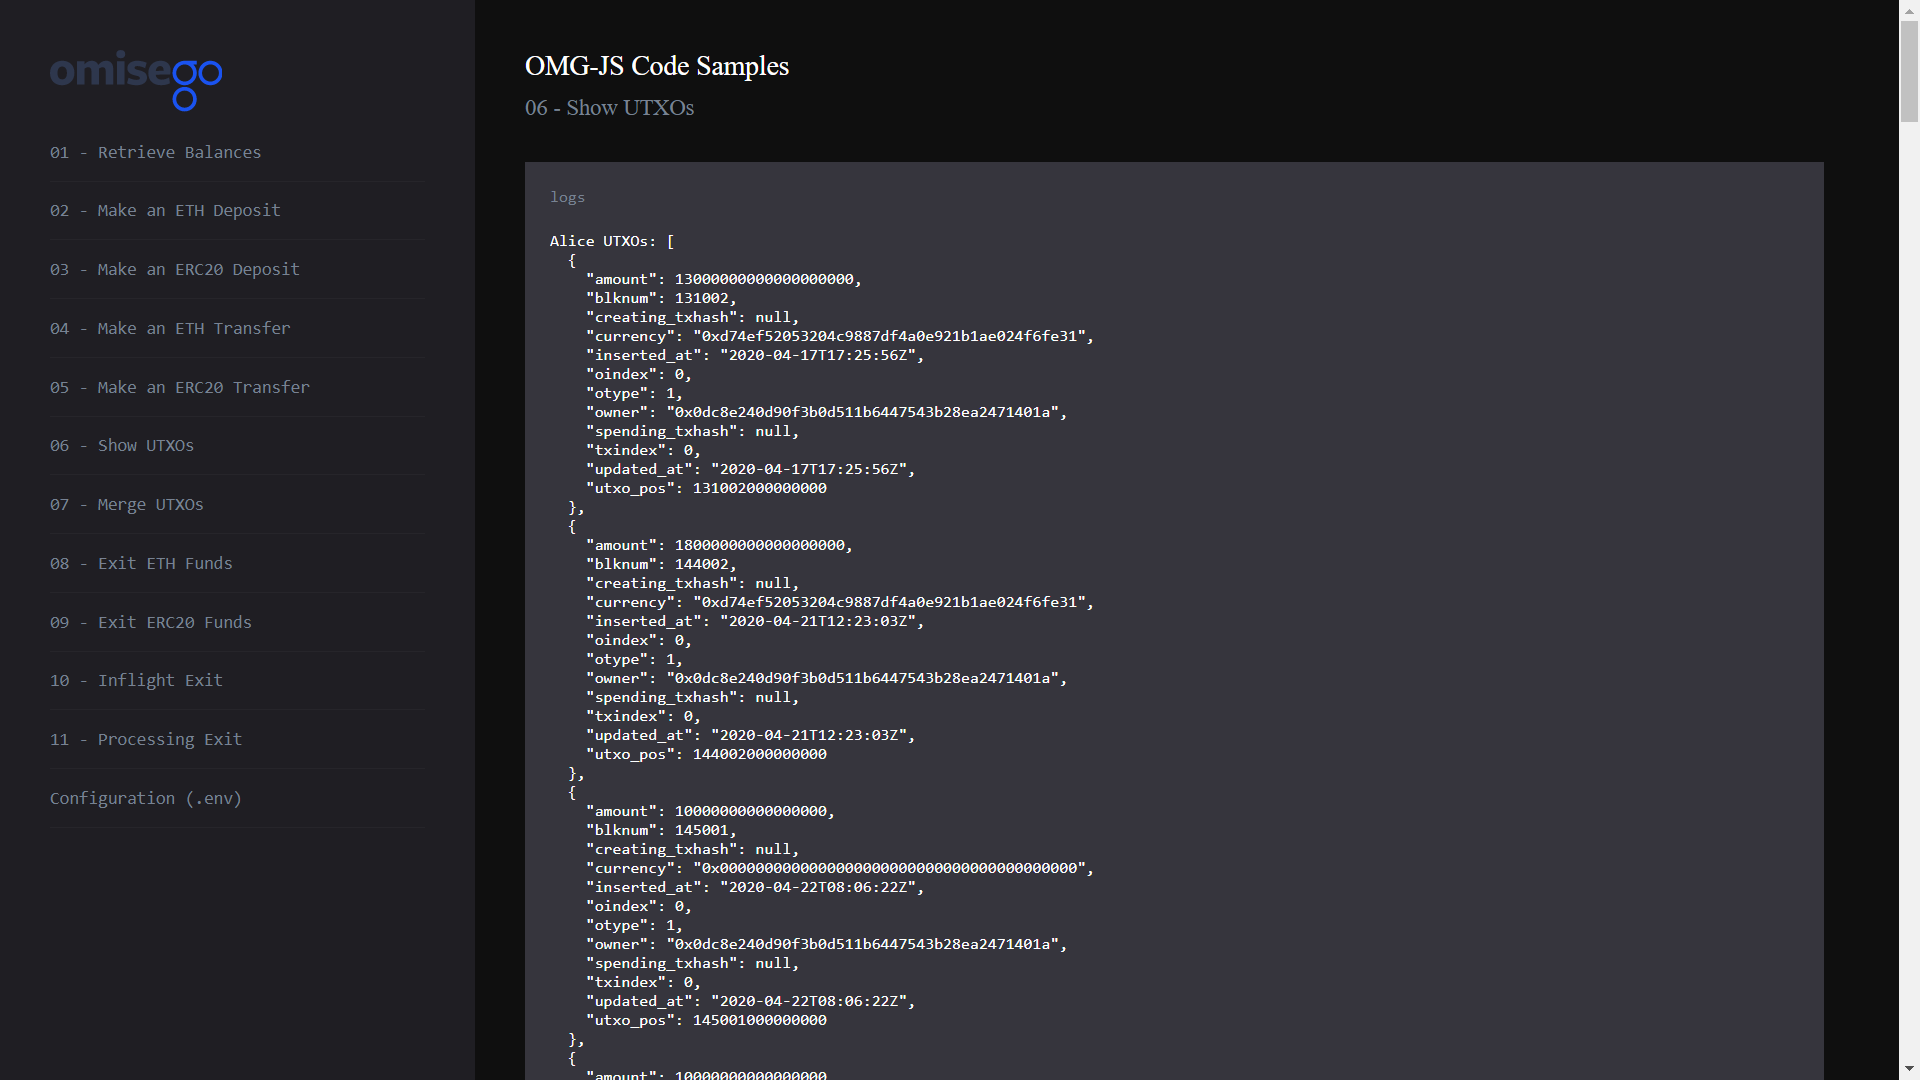 omisego
01 - Retrieve Balances
02 - Make an ETH Deposit
03 - Make an ERC20 Deposit
04 - Make an ETH Transfer
05 - Make an ERC20 Transfer
06 - Show UTXOs
07 - Merge UTXOs
08 - Exit ETH Funds
09 - Exit ERC20 Funds
10 - Inflight Exit
11 - Processing Exit
Configuration (.env)
OMG-JS Code Samples
06 - Show UTXOs
logs
Alice UTXOs: [
{
"amount": 13000000000000000000,
"blknum": 131002,
"creating_txhash": null,
"currency": "0xd74ef52053204c9887df4a0e921b1ae024f6fe31",
"inserted_at": "2020-04-17T17:25:56Z",
"oindex": 0,
"otype": 1,
"owner": "0x0dc8e240d90f3b0d511b6447543b28ea2471401a",
"spending_txhash": null,
"txindex": 0,
"updated_at": "2020-04-17T17:25:56Z",
"utxo_pos": 131002000000000
},
{
"amount": 1800000000000000000,
"blknum": 144002,
"creating_txhash": null,
"currency": "0xd74ef52053204c9887df4a0e921b1ae024f6fe31",
"inserted_at": "2020-04-21T12:23:03Z",
"oindex": 0,
"otype": 1,
"owner": "0x0dc8e240d90f3b0d511b6447543b28ea2471401a",
"spending_txhash": null,
"txindex": 0,
"updated_at": "2020-04-21T12:23:03Z",
"utxo_pos": 144002000000000
},
{
"amount": 10000000000000000,
"blknum": 145001,
"creating_txhash": null,
"currency": "0x0000000000000000000000000000000000000000",
"inserted_at": "2020-04-22T08:06:22Z",
"oindex": 0,
"otype": 1,
"owner": "0x0dc8e240d90f3b0d511b6447543b28ea2471401a",
"spending_txhash": null,
"txindex": 0,
"updated_at": "2020-04-22T08:06:22Z",
"utxo_pos": 145001000000000
},
{
"amount": 10000000000000000